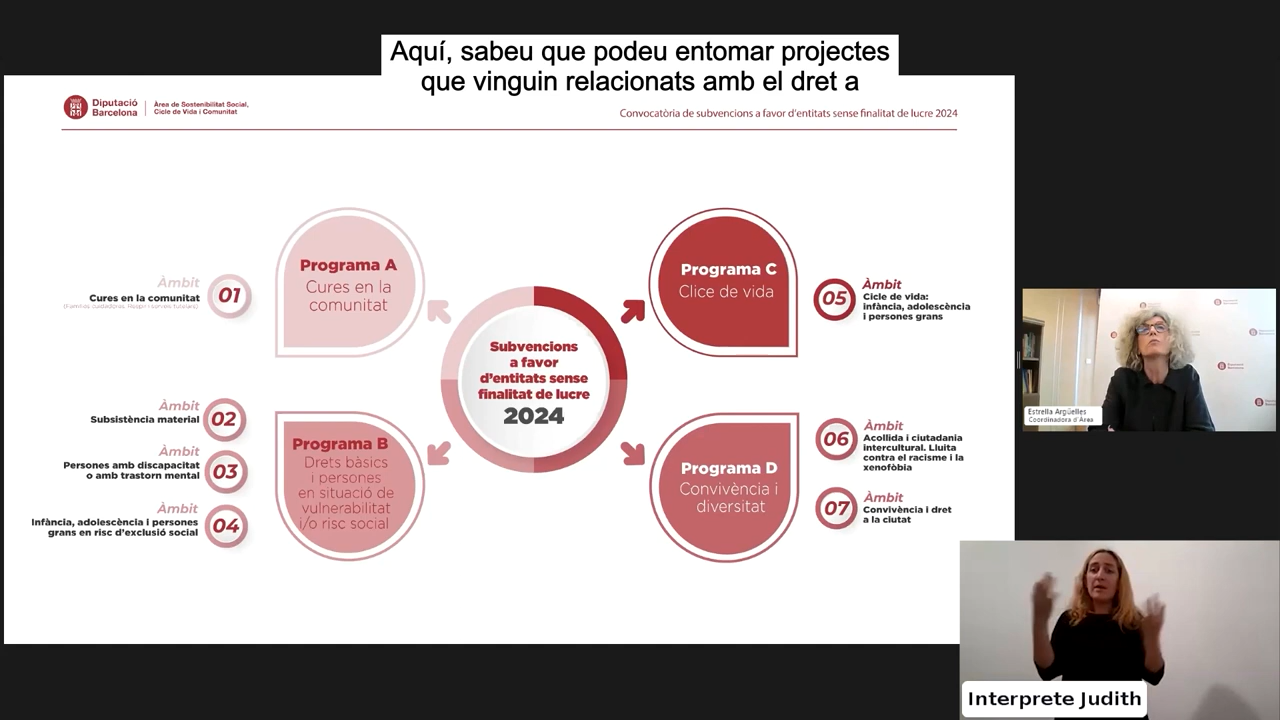 Aquí, sabeu que podeu entomar projectes
que vinguin relacionats amb el dret a
Diputació
Barcelona
Àrea de Sostenibilitat Social,
Cicle de Vida i Comunitat
Convocatòria de subvencions a favor d'entitats sense finalitat de lucre 2024
Àmbit
Cures en la comunitat
01
Programa A
Cures en la
comunitat
Programa C
Clice de vida
05
Àmbit
Cicle de vida:
infància, adolescència
i persones grans
Subvencions
a favor
d'entitats sense
finalitat de lucre
2024
Àmbit
Subsistència material
02
Àmbit
Persones amb discapacitat
o amb trastorn mental
03
Àmbit
Infància, adolescència i persones
grans en risc d'exclusió social
04
Programa B
Drets bàsics
i persones
en situació de
vulnerabilitat
i/o risc social
Programa D
Convivència i
diversitat
06
Àmbit
Acollida i ciutadania
intercultural. Lluita
contra el racisme i la
xenofòbia
07
Àmbit
Convivència i dret
a la ciutat
Estrella Argüelles
Coordinadora d'Àrea
Interprete Judith